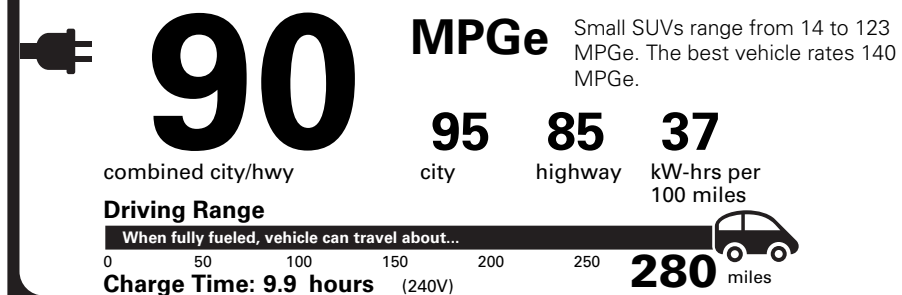 90
MPGe
Small SUVs range from 14 to 123
MPGe. The best vehicle rates 140
MPGe.
combined city/hwy
95
city
85
highway
37
kW-hrs per
100 miles
Driving Range
When fully fueled, vehicle can travel about...
0 50 100 150 200 250 280 miles
Charge Time: 9.9 hours (240V)